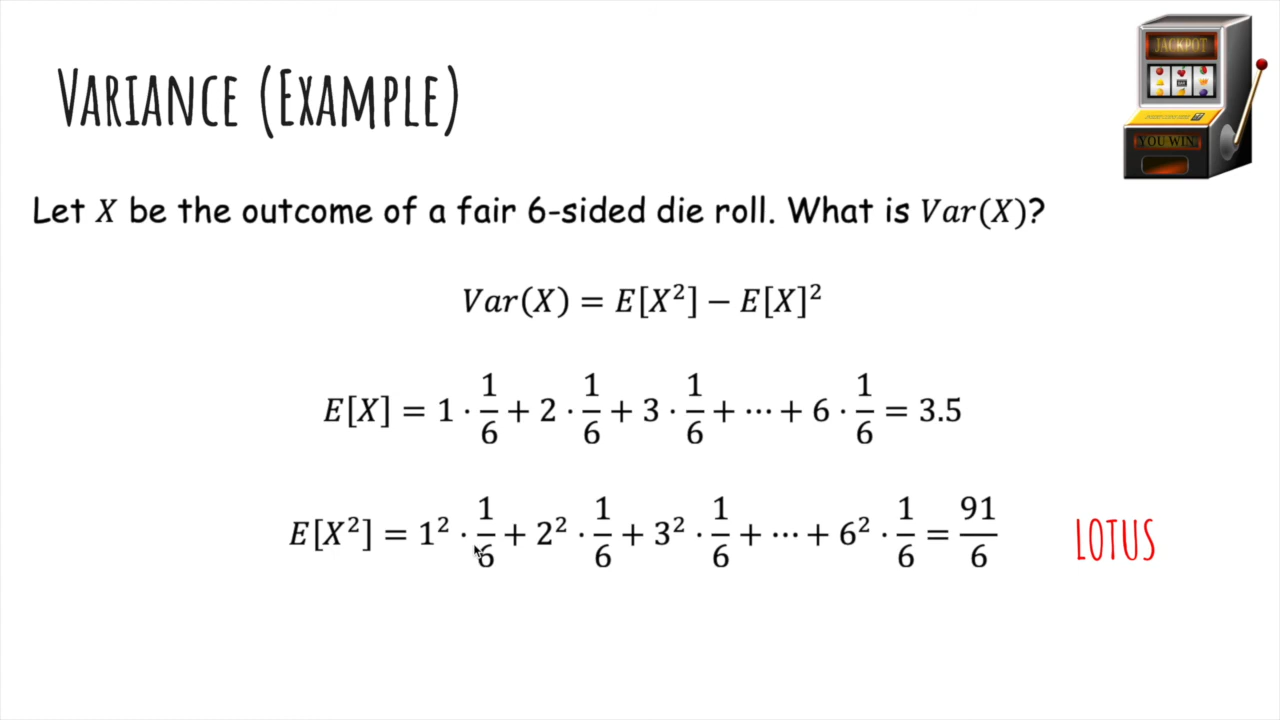 VARIANCE (EXAMPLE)
JACKPOT
YOU WIN!
Let X be the outcome of a fair 6-sided die roll. What is Var(X)?
Var(X) = E[X²] − E[X]²
E[X] = 1 · 1/6 + 2 · 1/6 + 3 · 1/6 + ⋯ + 6 · 1/6 = 3.5
E[X²] = 1² · 1/6 + 2² · 1/6 + 3² · 1/6 + ⋯ + 6² · 1/6 = 91/6
LOTUS